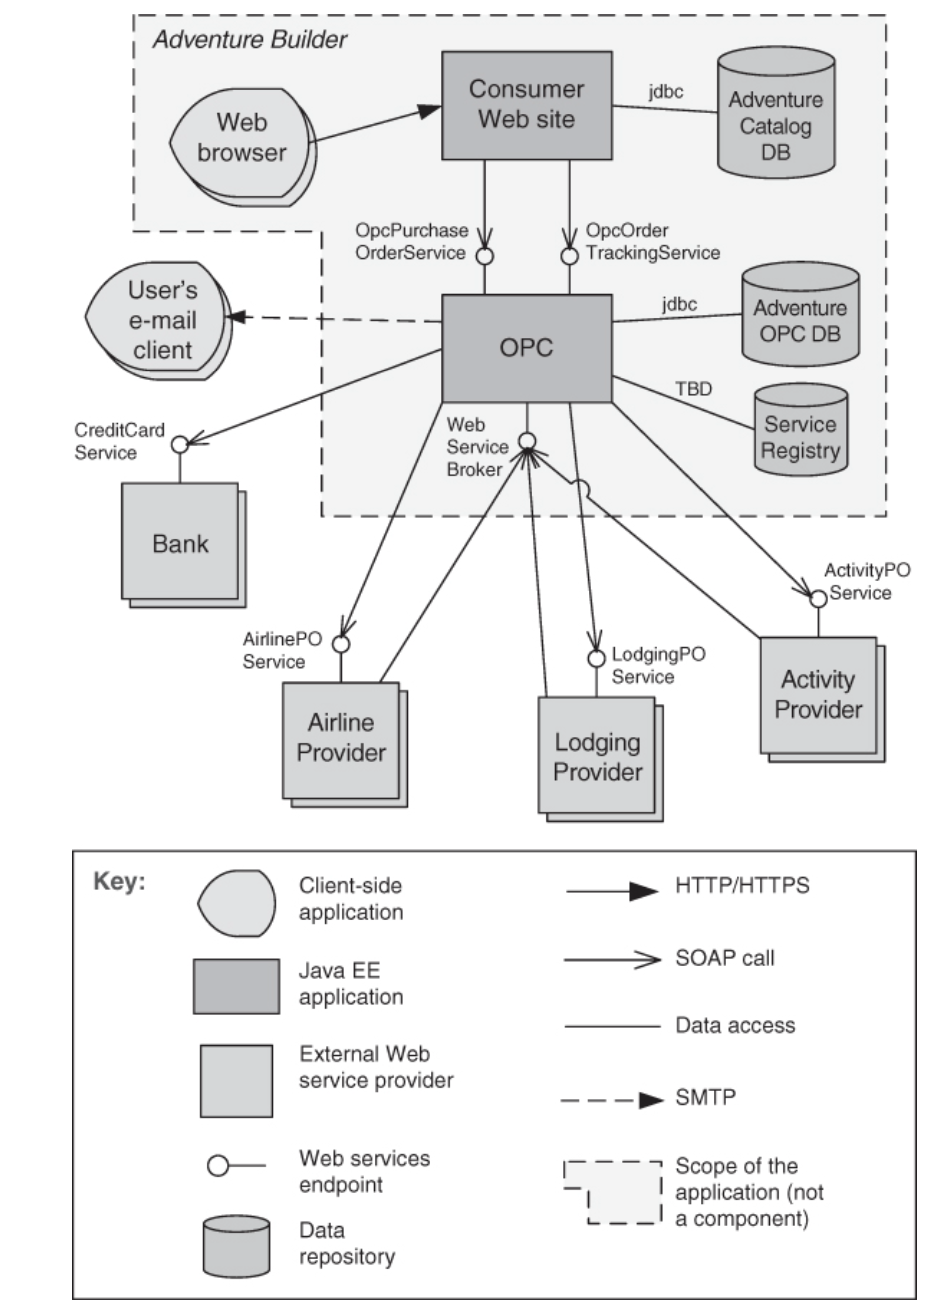 Adventure Builder
Web
browser
Consumer
Web site
jdbc
Adventure
Catalog
DB
OpcPurchase
OrderService
OpcOrder
TrackingService
User's
e-mail
client
OPC
jdbc
Adventure
OPC DB
TBD
Service
Registry
CreditCard
Service
Web
Service
Broker
Bank
ActivityPO
Service
AirlinePO
Service
LodgingPO
Service
Airline
Provider
Lodging
Provider
Activity
Provider
Key:
Client-side
application
Java EE
application
External Web
service provider
Web services
endpoint
Data
repository
HTTP/HTTPS
SOAP call
Data access
SMTP
Scope of the
application (not
a component)